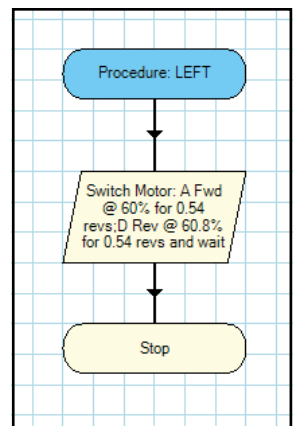 Procedure: LEFT
Switch Motor: A Fwd
@ 60% for 0.54
revs;D Rev @ 60.8%
for 0.54 revs and wait
Stop